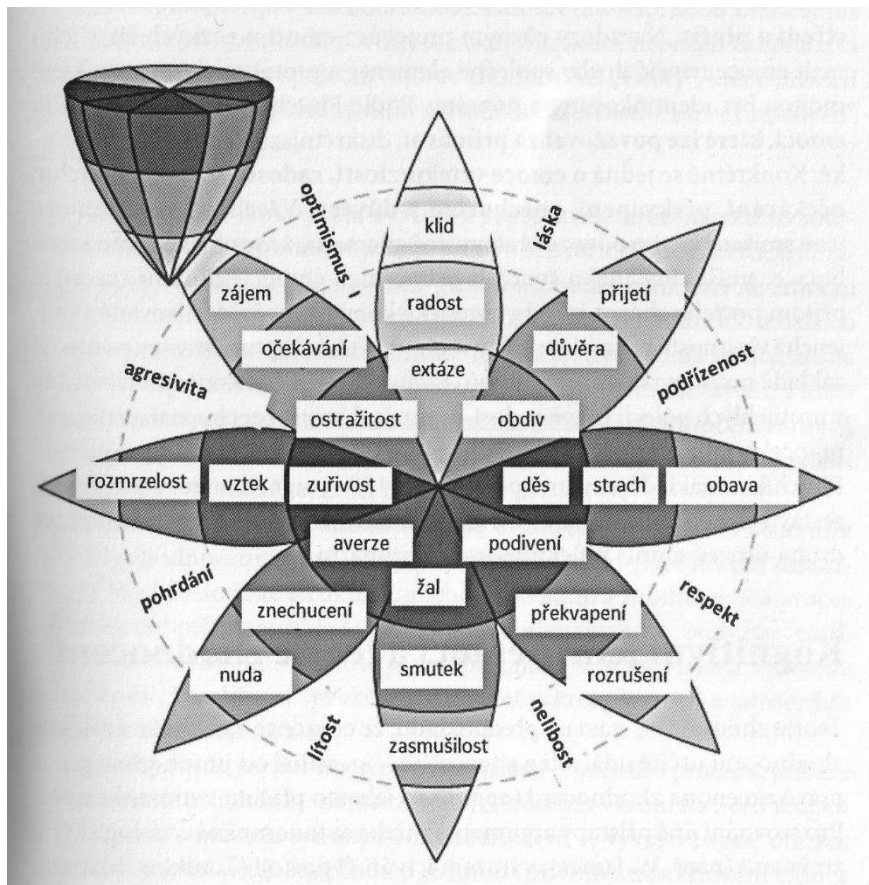 optimismus
klid
láska
zájem
radost
přijetí
očekávání
důvěra
agresivita
extáze
podřízenost
ostražitost
obdiv
rozmrzelost
vztek
zuřivost
děs
strach
obava
averze
podivení
pohrdání
žal
respekt
znechucení
překvapení
nuda
smutek
rozrušení
lítost
nelibost
zasmušilost